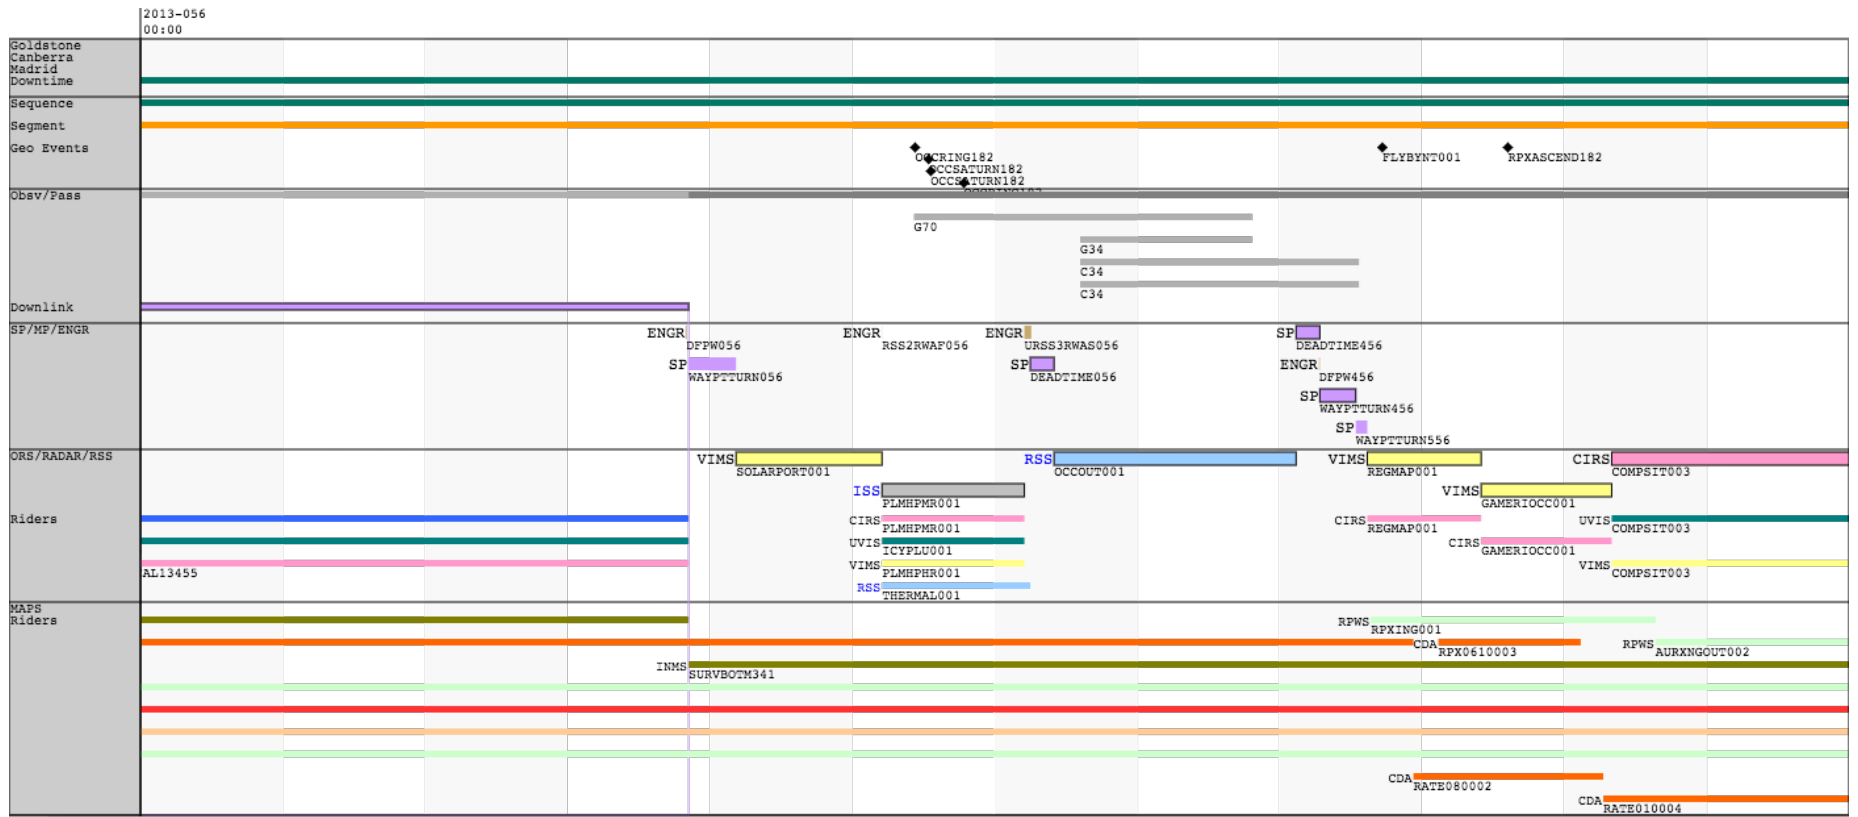 2013-056
00:00
Goldstone
Canberra
Madrid
Downtime
Sequence
Segment
Geo Events
OCCRING182
OCCSATURN182
OCCSATURN182
FLYBYNT001
RPXASCEND182
Obsv/Pass
G70
G34
C34
C34
Downlink
SP/MP/ENGR
ENGR
DFPW056
ENGR
RSS2RWAF056
ENGR
URSS3RWAS056
SP
DEADTIME456
SP
WAYPTTURN056
SP
DEADTIME056
ENGR
DFPW456
SP
WAYPTTURN456
SP
WAYPTTURN556
ORS/RADAR/RSS
VIMS
SOLARPORT001
RSS
OCCOUT001
VIMS
REGMAP001
CIRS
COMPSIT003
ISS
PLMHPMR001
VIMS
GAMERIOCC001
Riders
CIRS
PLMHPMR001
CIRS
REGMAP001
UVIS
COMPSIT003
UVIS
ICYPLU001
CIRS
GAMERIOCC001
AL13455
VIMS
PLMHPHR001
VIMS
COMPSIT003
RSS
THERMAL001
MAPS
Riders
RPWS
RPXING001
CDA
RPX0610003
RPWS
AURXNGOUT002
INMS
SURVBOTM341
CDA
RATE080002
CDA
RATE010004